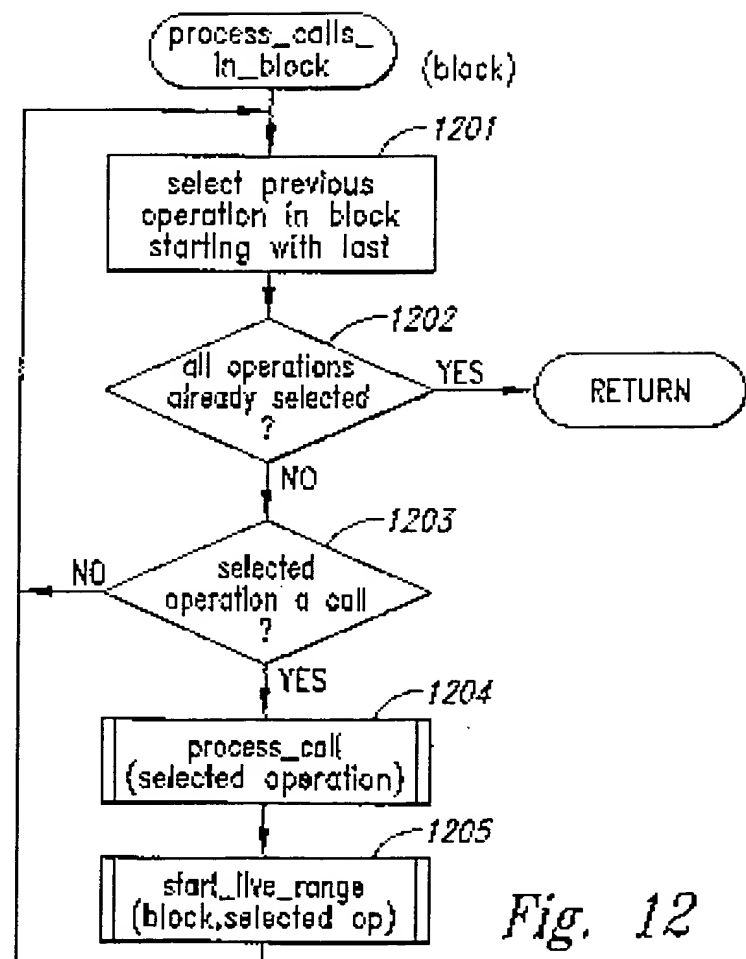 process_calls_
in_block
(block)
1201
select previous
operation in block
starting with last
1202
all operations
already selected
?
YES
RETURN
NO
1203
NO
selected
operation a call
?
YES
1204
process_call
(selected operation)
1205
start_live_range
(block,selected op)
Fig. 12